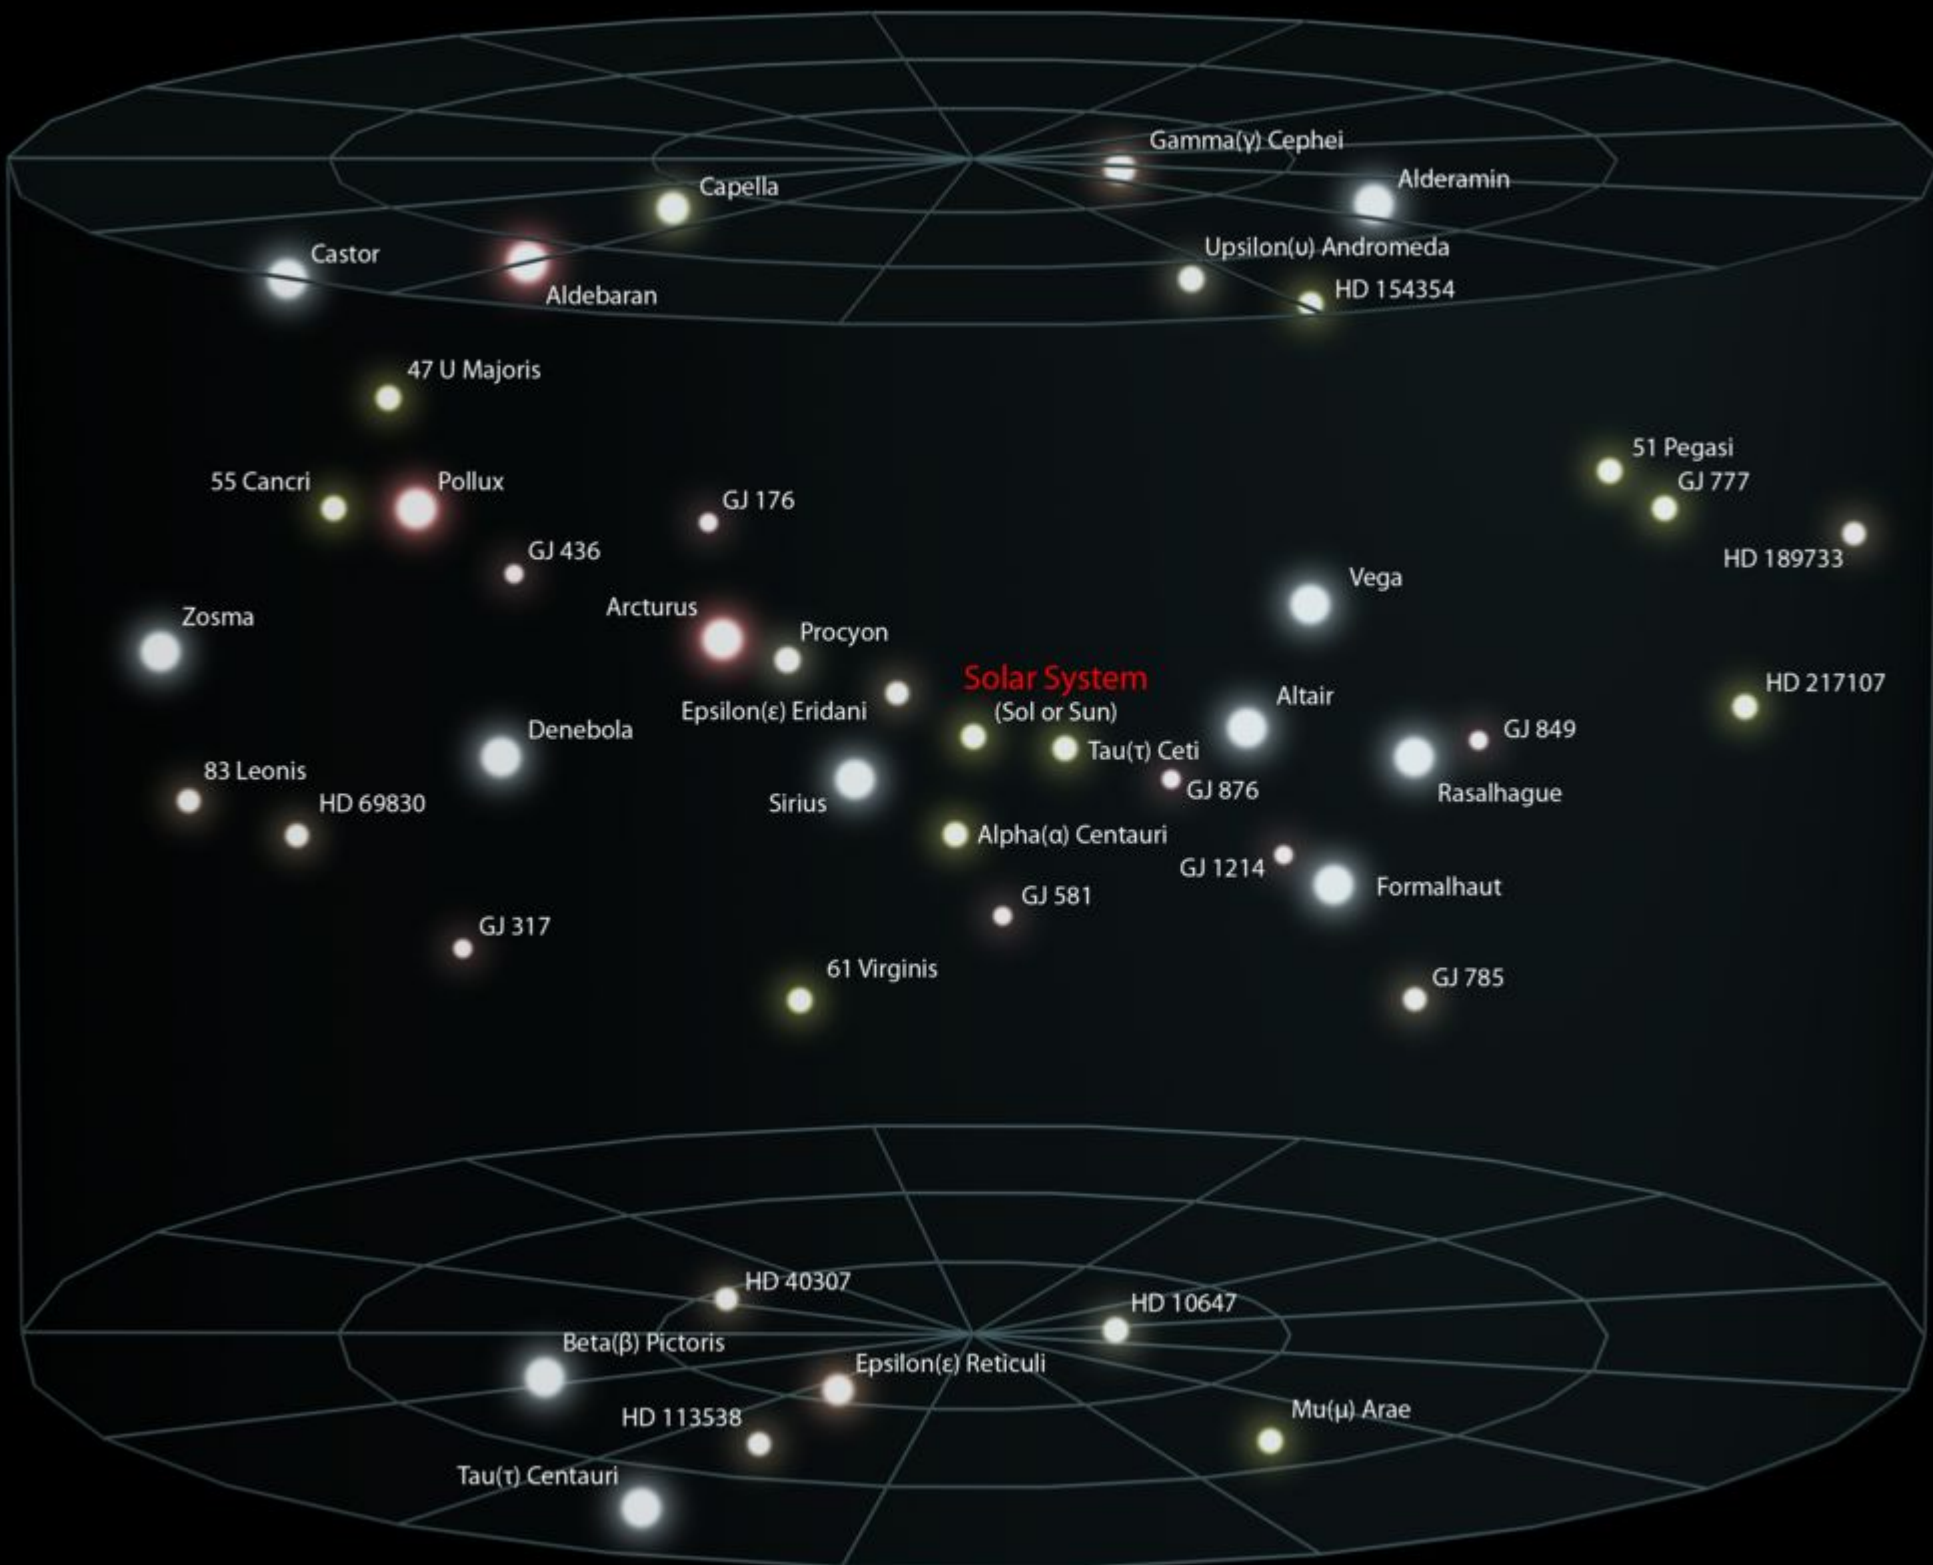 Gamma(γ) Cephei
Alderamin
Capella
Upsilon(υ) Andromeda
Castor
HD 154354
Aldebaran
47 U Majoris
51 Pegasi
55 Cancri
Pollux
GJ 777
GJ 176
GJ 436
HD 189733
Vega
Arcturus
Zosma
Procyon
Solar System
(Sol or Sun)
HD 217107
Altair
Epsilon(ε) Eridani
Denebola
GJ 849
Tau(τ) Ceti
83 Leonis
GJ 876
Rasalhague
HD 69830
Sirius
Alpha(α) Centauri
GJ 1214
Formalhaut
GJ 581
GJ 317
61 Virginis
GJ 785
HD 40307
HD 10647
Beta(β) Pictoris
Epsilon(ε) Reticuli
Mu(μ) Arae
HD 113538
Tau(τ) Centauri